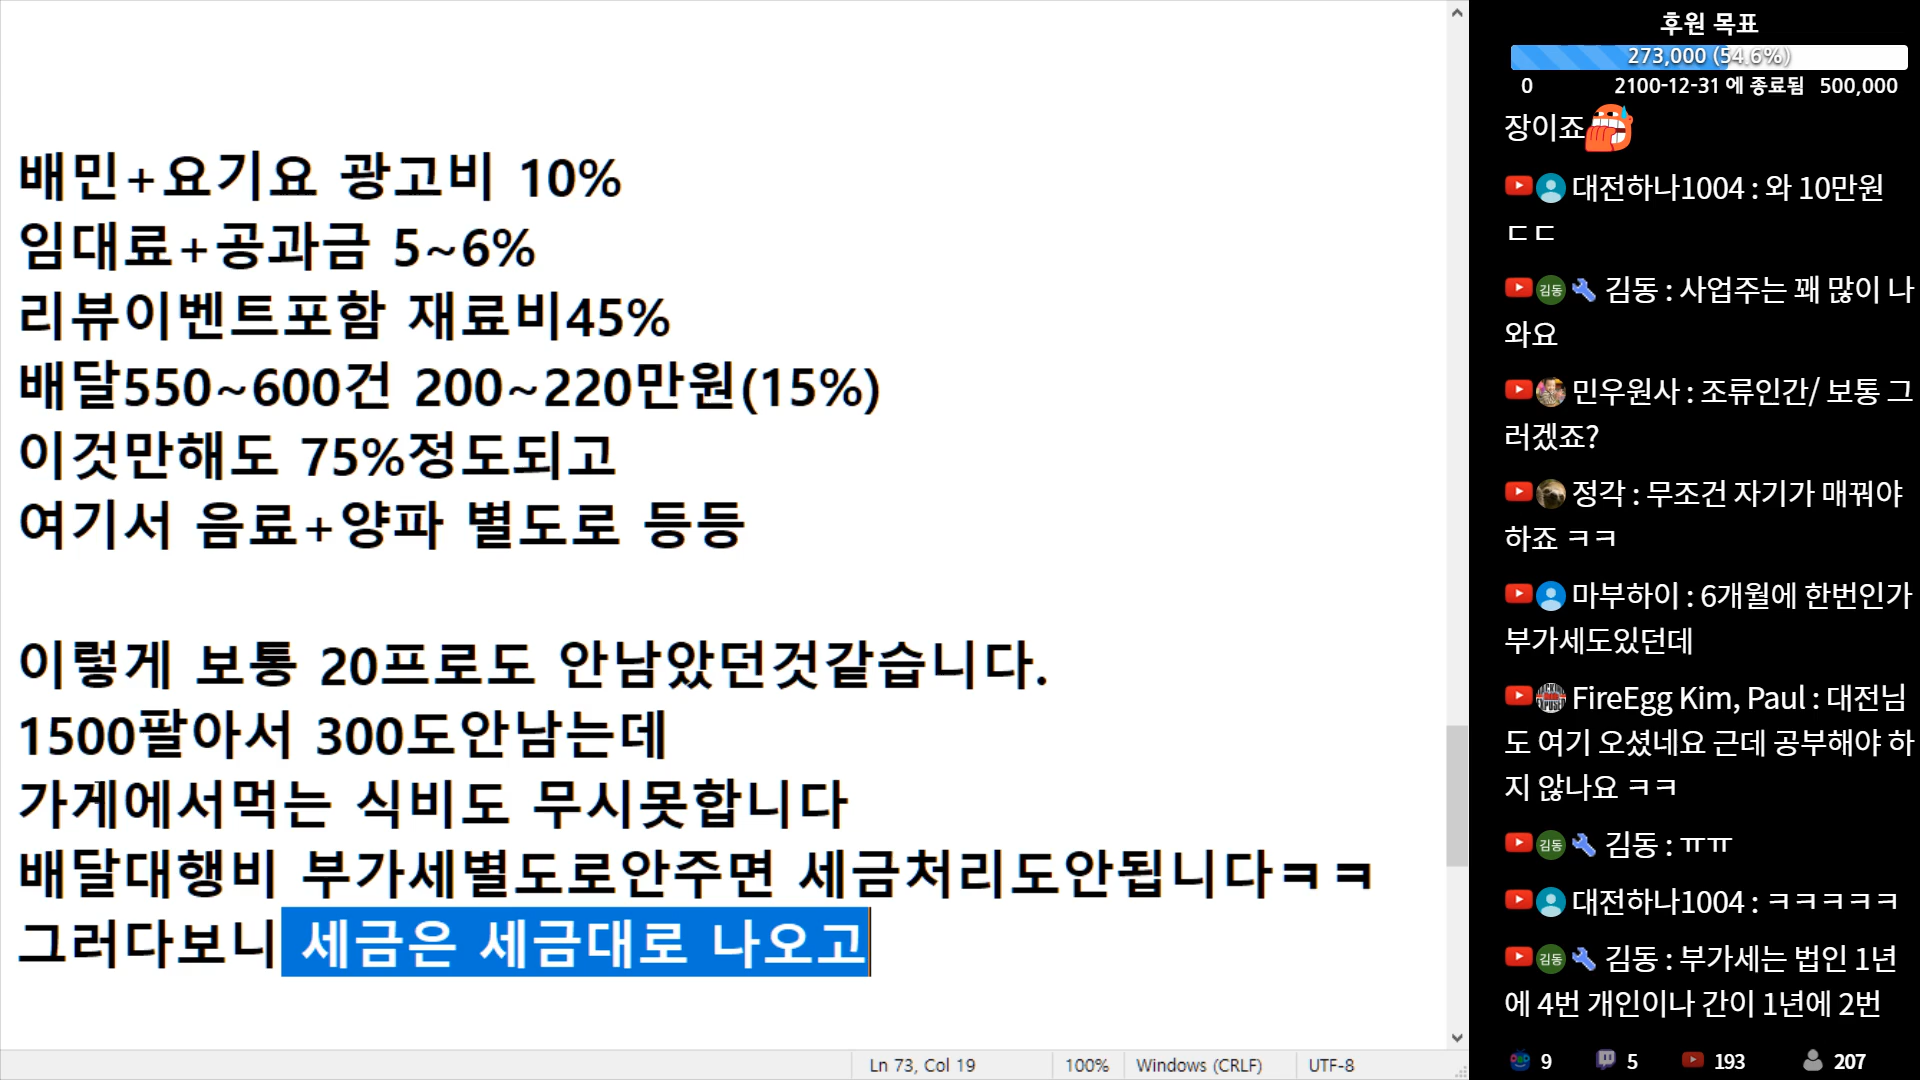 배민+요기요 광고비 10%
임대료+공과금 5~6%
리뷰이벤트포함 재료비45%
배달550~600건 200~220만원(15%)
이것만해도 75%정도되고
여기서 음료+양파 별도로 등등
이렇게 보통 20프로도 안남았던것같습니다.
1500팔아서 300도안남는데
가게에서먹는 식비도 무시못합니다
배달대행비 부가세별도로안주면 세금처리도안됩니다ㅋㅋ
그러다보니 세금은 세금대로 나오고
Ln 73, Col 19
100%
Windows (CRLF)
UTF-8
후원 목표
273,000 (54.6%)
0 2100-12-31 에 종료됨 500,000
장이죠
대전하나1004 : 와 10만원
ㄷㄷ
김동 김동 : 사업주는 꽤 많이 나
와요
민우원사 : 조류인간/ 보통 그
러겠죠?
정각 : 무조건 자기가 매꿔야
하죠 ㅋㅋ
마부하이 : 6개월에 한번인가
부가세도있던데
FireEgg Kim, Paul : 대전님
도 여기 오셨네요 근데 공부해야 하
지 않나요 ㅋㅋ
김동 김동 : ㅠㅠ
대전하나1004 : ㅋㅋㅋㅋㅋ
김동 김동 : 부가세는 법인 1년
에 4번 개인이나 간이 1년에 2번
9 5 193 207